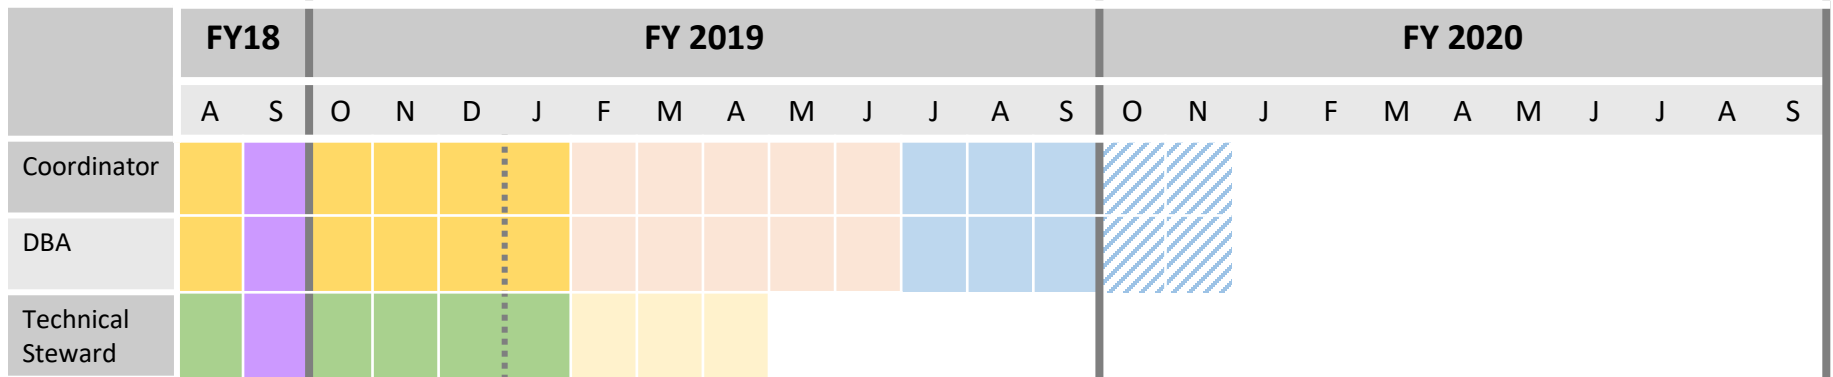 FY18 FY 2019 FY 2020
A S O N D J F M A M J J A S O N J F M A M J J A S
Coordinator
DBA
Technical
Steward